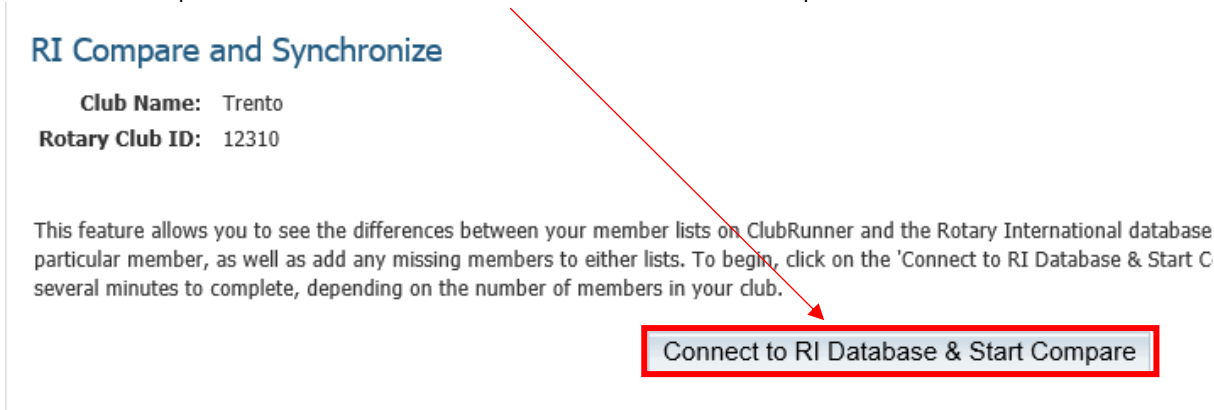 RI Compare and Synchronize
Club Name: Trento
Rotary Club ID: 12310
This feature allows you to see the differences between your member lists on ClubRunner and the Rotary International database
particular member, as well as add any missing members to either lists. To begin, click on the 'Connect to RI Database & Start
several minutes to complete, depending on the number of members in your club.
Connect to RI Database & Start Compare